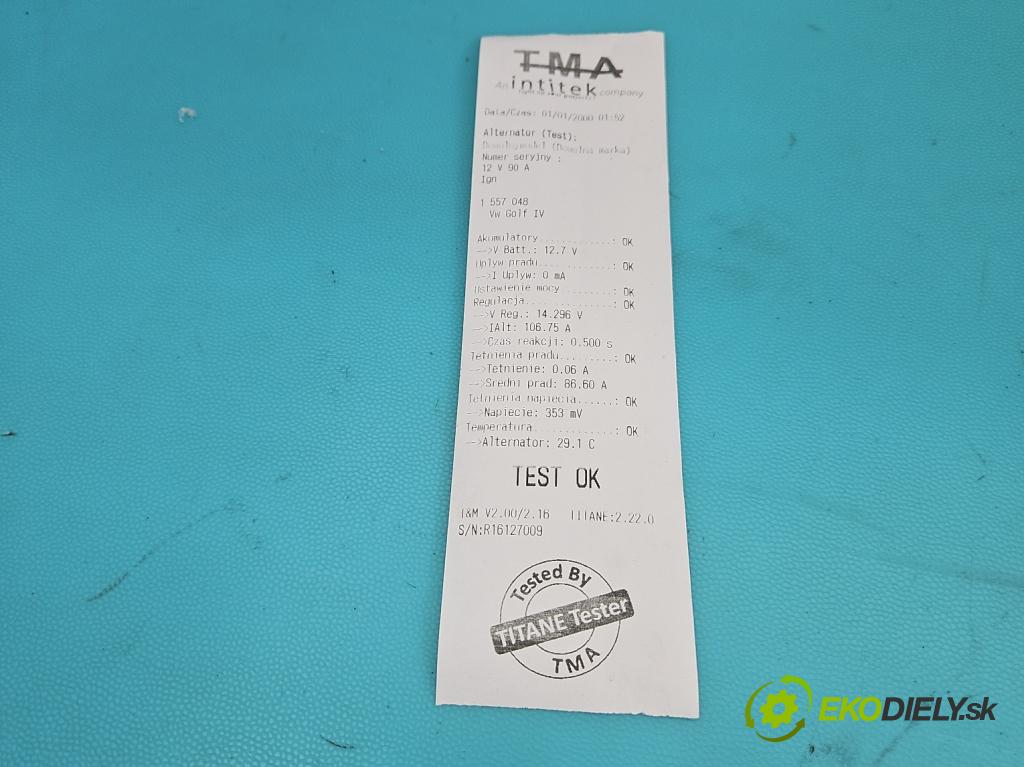 TMA
An intitek company
Data/Czas: 01/01/2000 01:52
Alternator (Test):
Dowolny model (Dowolna marka)
Numer seryjny :
12 V 90 A
Ign
1 557 048
Vw Golf IV
Akumulatory............: OK
-->V Batt.: 12.7 V
Uplyw pradu............: OK
-->I Uplyw: 0 mA
Ustawienie mocy........: OK
Regulacja..............: OK
-->V Reg.: 14.296 V
-->IAlt: 106.75 A
-->Czas reakcji: 0.500 s
Tetnienia pradu........: OK
-->Tetnienie: 0.06 A
-->Sredni prad: 86.60 A
Tetnienia napiecia.....: OK
-->Napiecie: 353 mV
Temperatura............: OK
-->Alternator: 29.1 C
TEST OK
T&M V2.00/2.16 TITANE:2.22.0
S/N:R16127009
Tested By
TITANE Tester
TMA
EKODIELY.sk